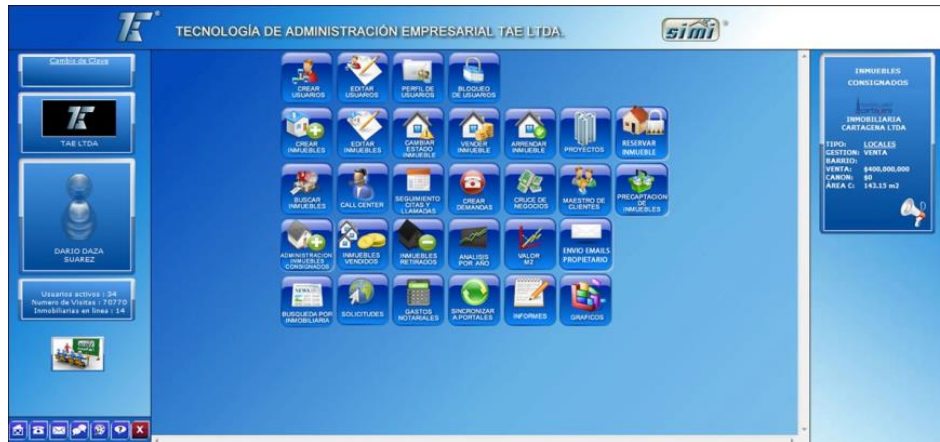 TE
TECNOLOGÍA DE ADMINISTRACIÓN EMPRESARIAL TAE LTDA.
simi
Cambio de Clave
TE
TAE LTDA
DARIO DAZA
SUAREZ
Usuarios activos : 34
Numero de Visitas : 70770
Inmobiliarias en linea : 14
CREAR
USUARIOS
EDITAR
USUARIOS
PERFIL DE
USUARIOS
BLOQUEO
DE USUARIOS
CREAR
INMUEBLES
EDITAR
INMUEBLES
CAMBIAR
ESTADO
INMUEBLE
VENDER
INMUEBLE
ARRENDAR
INMUEBLE
PROYECTOS
RESERVAR
INMUEBLE
BUSCAR
INMUEBLES
CALL CENTER
SEGUIMIENTO
CITAS Y
LLAMADAS
CREAR
DEMANDAS
CRUCE DE
NEGOCIOS
MAESTRO DE
CLIENTES
PRECAPTACION
DE
INMUEBLES
ADMINISTRACION
INMUEBLES
CONSIGNADOS
INMUEBLES
VENDIDOS
INMUEBLES
RETIRADOS
ANALISIS
POR AÑO
VALOR
M2
ENVIO EMAILS
PROPIETARIO
NEWS
BUSQUEDA POR
INMOBILIARIA
SOLICITUDES
GASTOS
NOTARIALES
SINCRONIZAR
A PORTALES
INFORMES
GRAFICOS
INMUEBLES
CONSIGNADOS
INMOBILIARIA
CARTAGENA LTDA
TIPO: LOCALES
GESTION: VENTA
BARRIO:
VENTA: $400,000,000
CANON: $0
ÁREA C: 143.15 m2
X